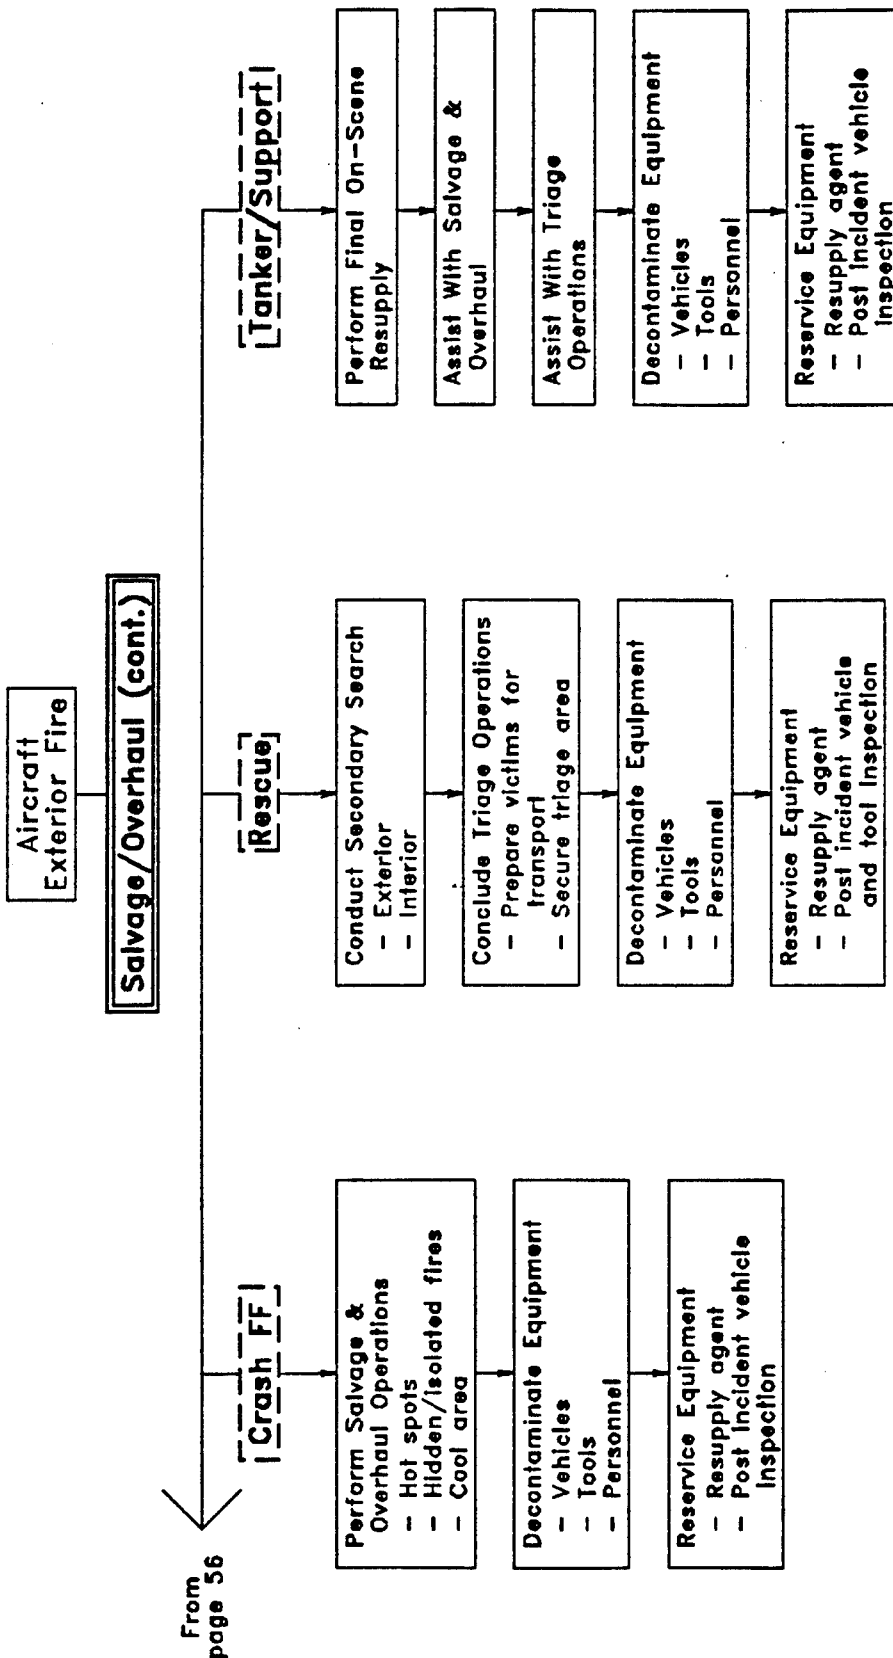 Aircraft
Exterior Fire
Salvage/Overhaul (cont.)
From
page 56
Crash FF
Perform Salvage &
Overhaul Operations
- Hot spots
- Hidden/isolated fires
- Cool area
Decontaminate Equipment
- Vehicles
- Tools
- Personnel
Reservice Equipment
- Resupply agent
- Post incident vehicle
Inspection
Rescue
Conduct Secondary Search
- Exterior
- Interior
Conclude Triage Operations
- Prepare victims for
transport
- Secure triage area
Decontaminate Equipment
- Vehicles
- Tools
- Personnel
Reservice Equipment
- Resupply agent
- Post incident vehicle
and tool Inspection
Tanker/Support
Perform Final On-Scene
Resupply
Assist With Salvage &
Overhaul
Assist With Triage
Operations
Decontaminate Equipment
- Vehicles
- Tools
- Personnel
Reservice Equipment
- Resupply agent
- Post incident vehicle
Inspection